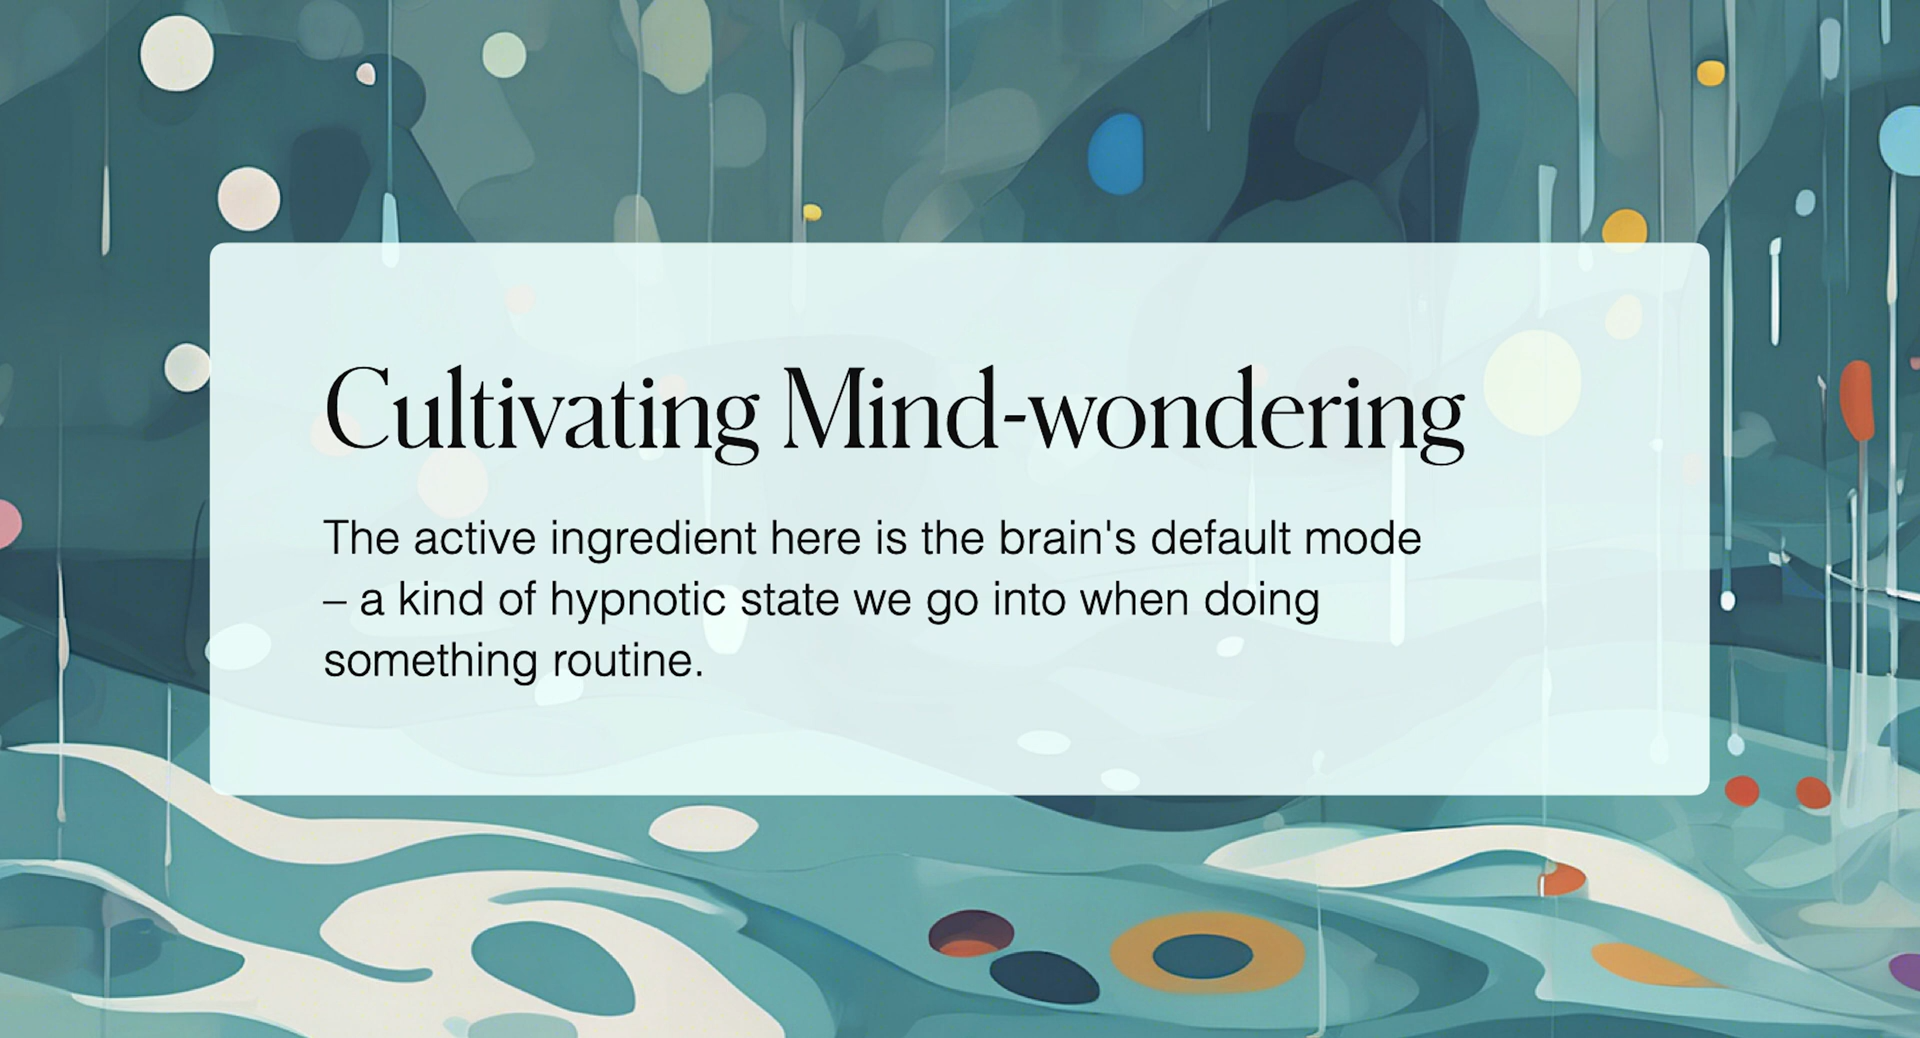 Cultivating Mind-wondering
The active ingredient here is the brain's default mode
– a kind of hypnotic state we go into when doing
something routine.